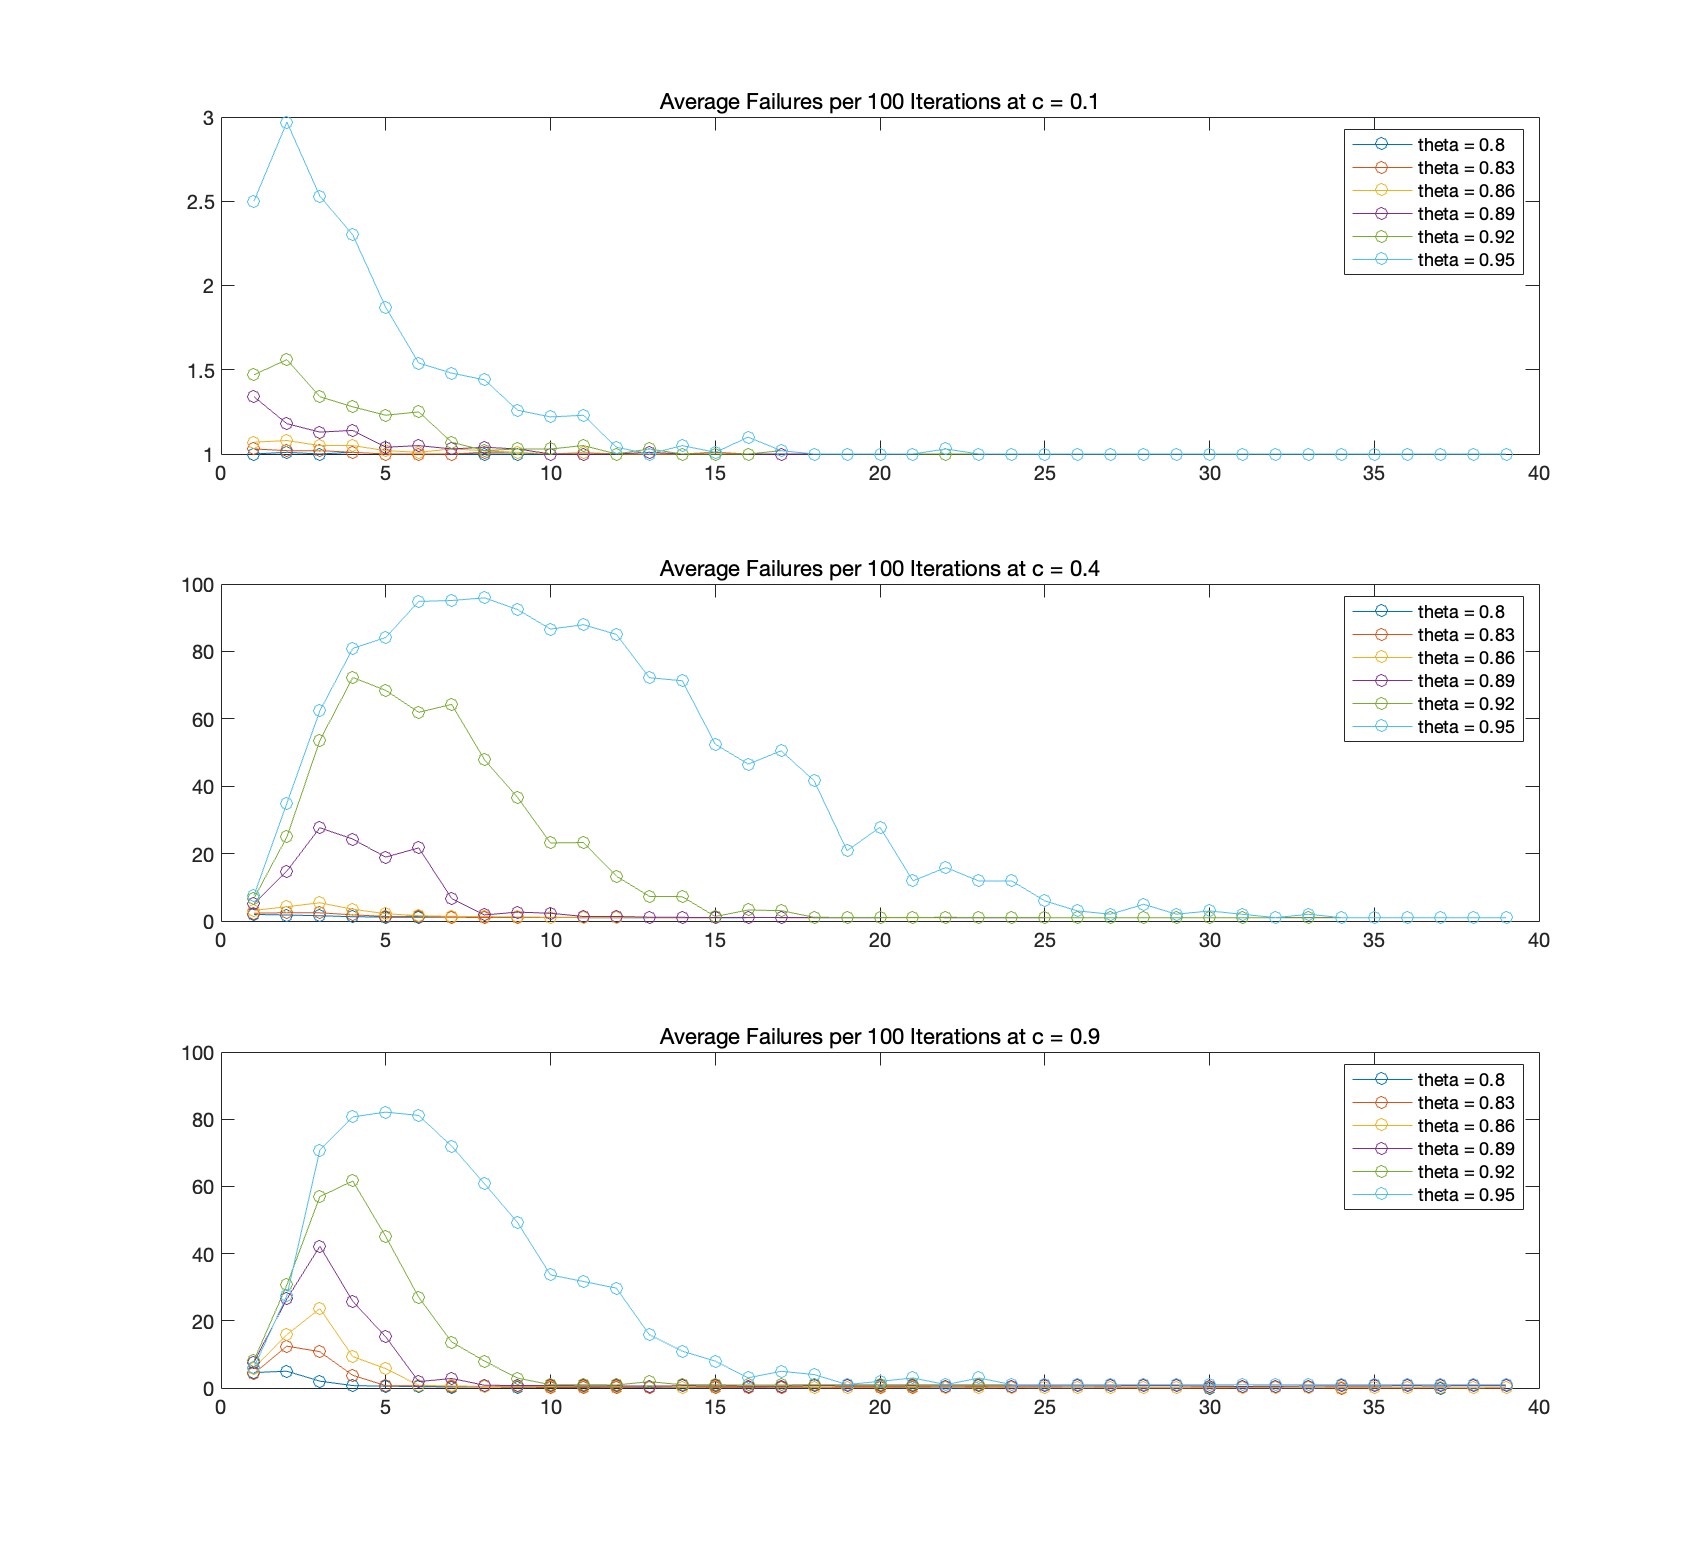 Average Failures per 100 Iterations at c = 0.1
3
2.5
2
1.5
1
0 5 10 15 20 25 30 35 40
theta = 0.8
theta = 0.83
theta = 0.86
theta = 0.89
theta = 0.92
theta = 0.95
Average Failures per 100 Iterations at c = 0.4
100
80
60
40
20
0
0 5 10 15 20 25 30 35 40
theta = 0.8
theta = 0.83
theta = 0.86
theta = 0.89
theta = 0.92
theta = 0.95
Average Failures per 100 Iterations at c = 0.9
100
80
60
40
20
0
0 5 10 15 20 25 30 35 40
theta = 0.8
theta = 0.83
theta = 0.86
theta = 0.89
theta = 0.92
theta = 0.95